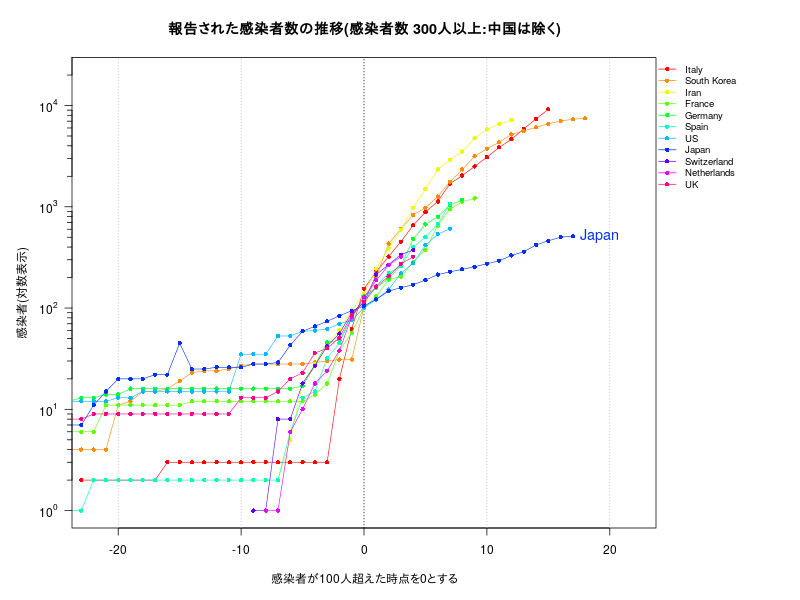 報告された感染者数の推移(感染者数 300人以上:中国は除く)
Italy
South Korea
Iran
France
Germany
Spain
US
Japan
Switzerland
Netherlands
UK
10^4
10^3
10^2
10^1
10^0
感染者(対数表示)
Japan
-20 -10 0 10 20
感染者が100人超えた時点を0とする